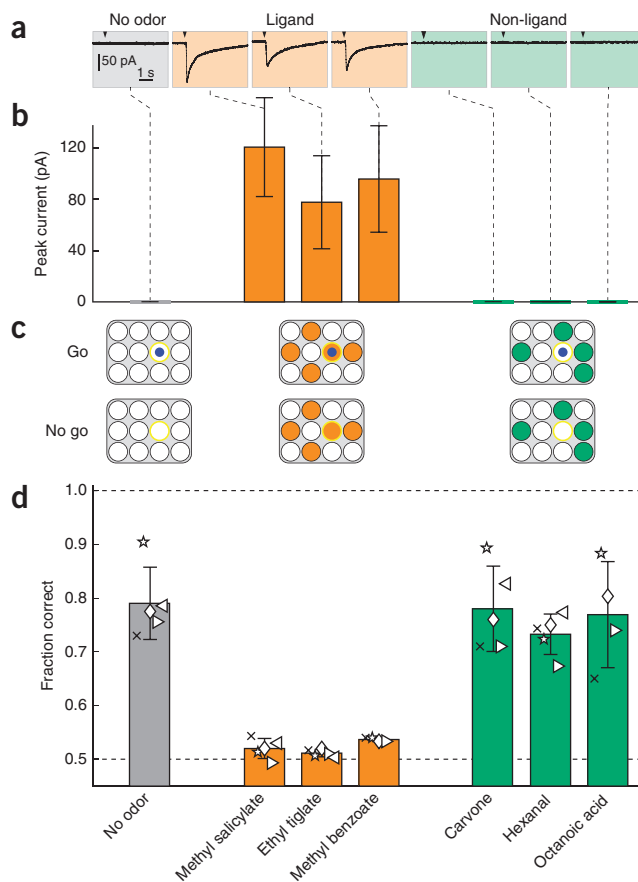 a
No odor
Ligand
Non-ligand
50 pA
1 s
b
Peak current (pA)
120
80
40
0
c
Go
No go
d
Fraction correct
1.0
0.9
0.8
0.7
0.6
0.5
No odor
Methyl salicylate
Ethyl tiglate
Methyl benzoate
Carvone
Hexanal
Octanoic acid